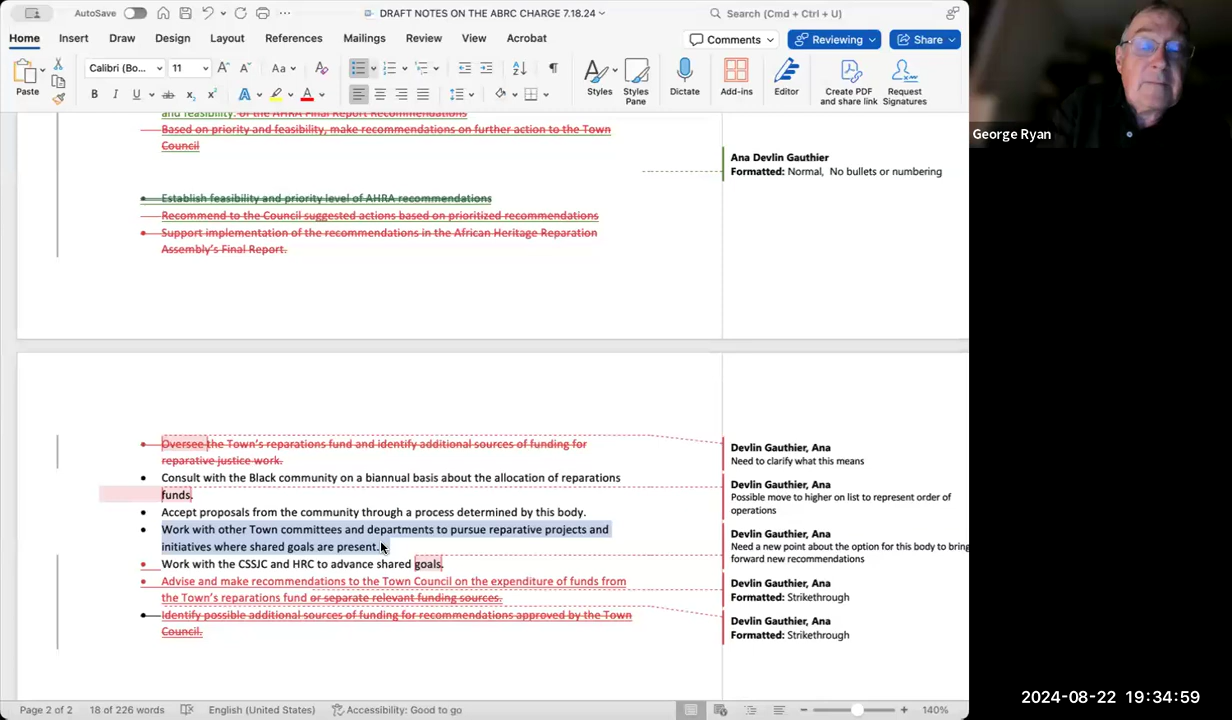 AutoSave DRAFT NOTES ON THE ABRC CHARGE 7.18.24 Search (Cmd + Ctrl + U)
Home Insert Draw Design Layout References Mailings Review View Acrobat Comments Reviewing Share
Paste Calibri (Bo... 11 Styles Styles Pane Dictate Add-ins Editor Create PDF and share link Request Signatures
and feasibility. of the AHRA Final Report Recommendations
Based on priority and feasibility, make recommendations on further action to the Town
Council
Ana Devlin Gauthier
Formatted: Normal, No bullets or numbering
• Establish feasibility and priority level of AHRA recommendations
Recommend to the Council suggested actions based on prioritized recommendations
• Support implementation of the recommendations in the African Heritage Reparation
Assembly's Final Report.
• Oversee the Town's reparations fund and identify additional sources of funding for
reparative justice work.
• Consult with the Black community on a biannual basis about the allocation of reparations
funds.
• Accept proposals from the community through a process determined by this body.
• Work with other Town committees and departments to pursue reparative projects and
initiatives where shared goals are present.
• Work with the CSSJC and HRC to advance shared goals.
• Advise and make recommendations to the Town Council on the expenditure of funds from
the Town's reparations fund or separate relevant funding sources.
• Identify possible additional sources of funding for recommendations approved by the Town
Council.
Devlin Gauthier, Ana
Need to clarify what this means
Devlin Gauthier, Ana
Possible move to higher on list to represent order of
operations
Devlin Gauthier, Ana
Need a new point about the option for this body to bring
forward new recommendations
Devlin Gauthier, Ana
Formatted: Strikethrough
Devlin Gauthier, Ana
Formatted: Strikethrough
Page 2 of 2 18 of 226 words English (United States) Accessibility: Good to go 140%
George Ryan
2024-08-22 19:34:59